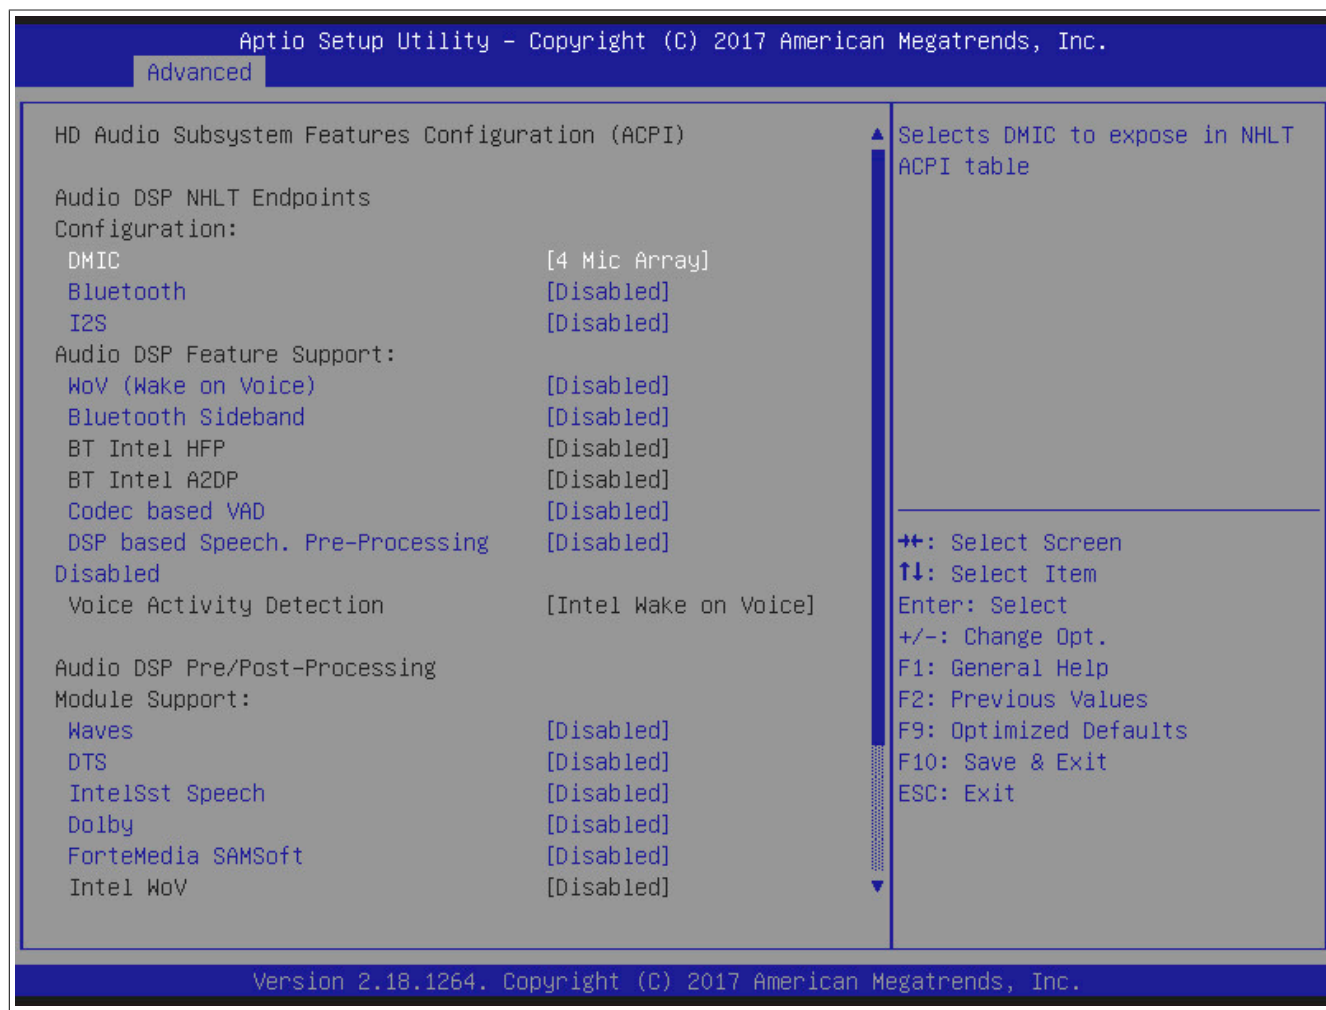 Aptio Setup Utility – Copyright (C) 2017 American Megatrends, Inc.
Advanced
HD Audio Subsystem Features Configuration (ACPI)
Audio DSP NHLT Endpoints
Configuration:
DMIC [4 Mic Array]
Bluetooth [Disabled]
I2S [Disabled]
Audio DSP Feature Support:
WoV (Wake on Voice) [Disabled]
Bluetooth Sideband [Disabled]
BT Intel HFP [Disabled]
BT Intel A2DP [Disabled]
Codec based VAD [Disabled]
DSP based Speech. Pre-Processing [Disabled]
Disabled
Voice Activity Detection [Intel Wake on Voice]
Audio DSP Pre/Post-Processing
Module Support:
Waves [Disabled]
DTS [Disabled]
IntelSst Speech [Disabled]
Dolby [Disabled]
ForteMedia SAMSoft [Disabled]
Intel WoV [Disabled]
Selects DMIC to expose in NHLT
ACPI table
→←: Select Screen
↑↓: Select Item
Enter: Select
+/-: Change Opt.
F1: General Help
F2: Previous Values
F9: Optimized Defaults
F10: Save & Exit
ESC: Exit
Version 2.18.1264. Copyright (C) 2017 American Megatrends, Inc.